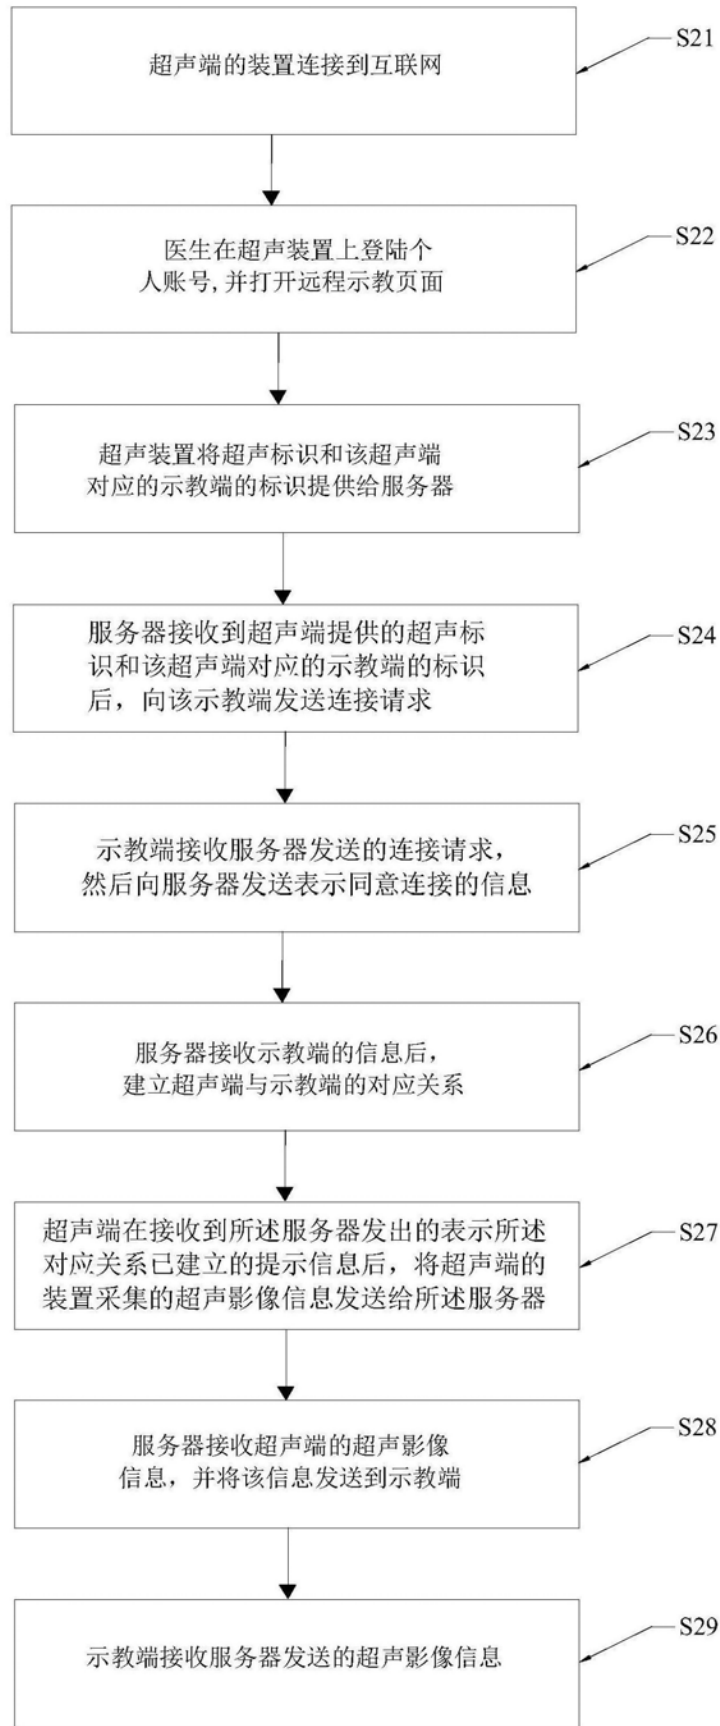 超声端的装置连接到互联网
S21
医生在超声装置上登陆个
人账号,并打开远程示教页面
S22
超声装置将超声标识和该超声端
对应的示教端的标识提供给服务器
S23
服务器接收到超声端提供的超声标
识和该超声端对应的示教端的标识
后，向该示教端发送连接请求
S24
示教端接收服务器发送的连接请求，
然后向服务器发送表示同意连接的信息
S25
服务器接收示教端的信息后，
建立超声端与示教端的对应关系
S26
超声端在接收到所述服务器发出的表示所述
对应关系已建立的提示信息后，将超声端的
装置采集的超声影像信息发送给所述服务器
S27
服务器接收超声端的超声影像
信息，并将该信息发送到示教端
S28
示教端接收服务器发送的超声影像信息
S29